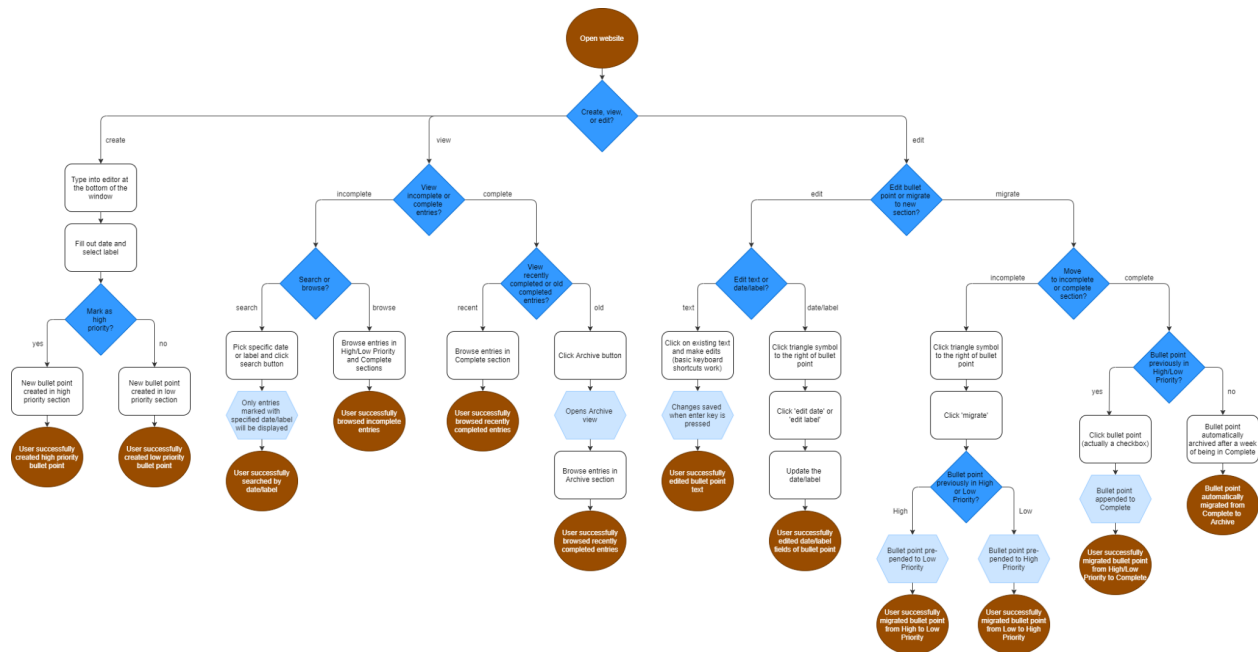 Open website
Create, view,
or edit?
create
view
edit
Type into editor at
the bottom of the
window
View
incomplete or
complete
entries?
Edit bullet
point or migrate
to new
section?
incomplete
complete
edit
migrate
Fill out date and
select label
Search or
browse?
View
recently
completed or old
completed
entries?
Edit text or
date/label?
Move
to incomplete
or complete
section?
incomplete
complete
Mark as
high
priority?
search
browse
recent
old
text
date/label
yes
no
Pick specific date
or label and click
search button
Browse entries in
High/Low Priority
and Complete
sections
Browse entries in
Complete section
Click Archive button
Click on existing text
and make edits
(basic keyboard
shortcuts work)
Click triangle symbol
to the right of bullet
point
Click triangle symbol
to the right of bullet
point
Bullet point
previously in
High/Low
Priority?
yes
no
New bullet point
created in high
priority section
New bullet point
created in low
priority section
Only entries
marked with
specified date/label
will be displayed
User successfully
browsed incomplete
entries
User successfully
browsed recently
completed entries
Opens Archive
view
Changes saved
when enter key is
pressed
Click 'edit date' or
'edit label'
Click 'migrate'
Click bullet point
(actually a checkbox)
Bullet point
automatically
archived after a week
of being in Complete
User successfully
created high priority
bullet point
User successfully
created low priority
bullet point
User successfully
searched by
date/label
Browse entries in
Archive section
User successfully
edited bullet point
text
Update the
date/label
Bullet point
previously in High
or Low
Priority?
High
Low
Bullet point
appended to
Complete
Bullet point
automatically
migrated from
Complete to
Archive
User successfully
browsed recently
completed entries
User successfully
edited date/label
fields of bullet point
Bullet point pre-
pended to Low
Priority
Bullet point pre-
pended to High
Priority
User successfully
migrated bullet point
from High/Low
Priority to Complete
User successfully
migrated bullet point
from High to Low
Priority
User successfully
migrated bullet point
from Low to High
Priority